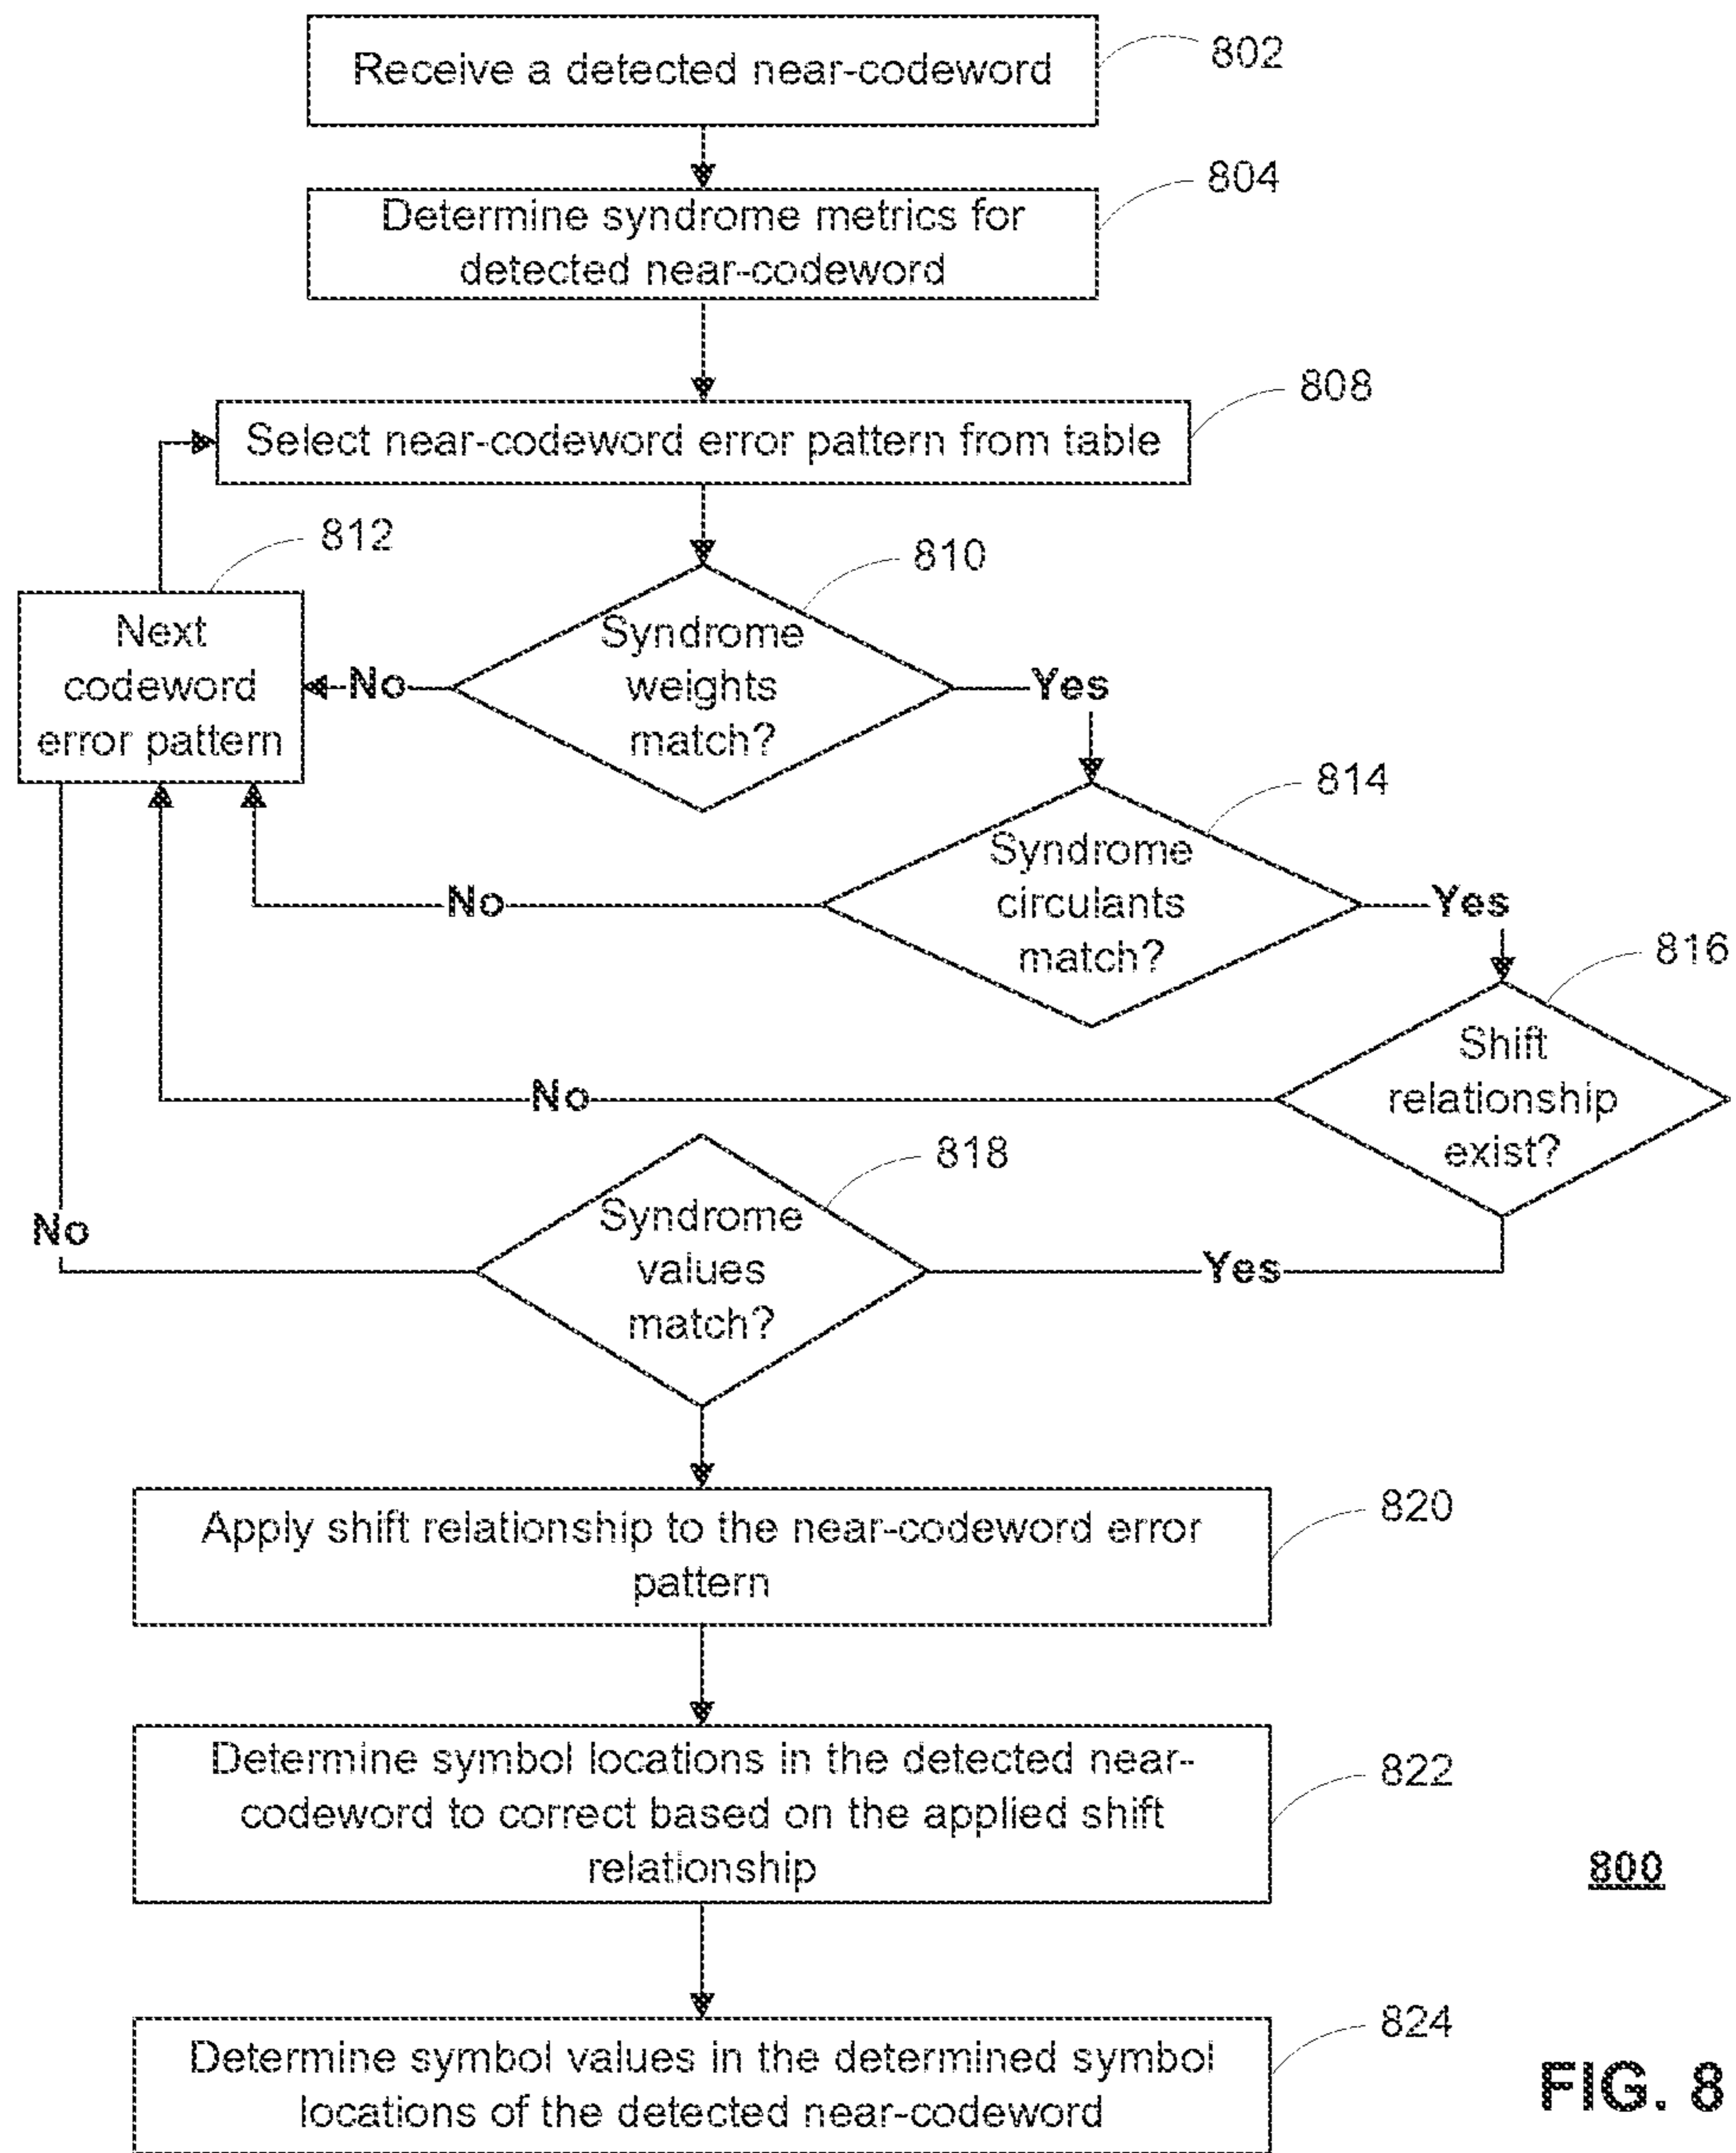 Receive a detected near-codeword
802
804
Determine syndrome metrics for
detected near-codeword
808
Select near-codeword error pattern from table
812
810
Next
codeword
error pattern
No
Syndrome
weights
match?
Yes
814
Syndrome
circulants
match?
No
Yes
816
Shift
relationship
exist?
No
818
Syndrome
values
match?
No
Yes
820
Apply shift relationship to the near-codeword error
pattern
822
Determine symbol locations in the detected near-
codeword to correct based on the applied shift
relationship
800
824
Determine symbol values in the determined symbol
locations of the detected near-codeword
FIG. 8